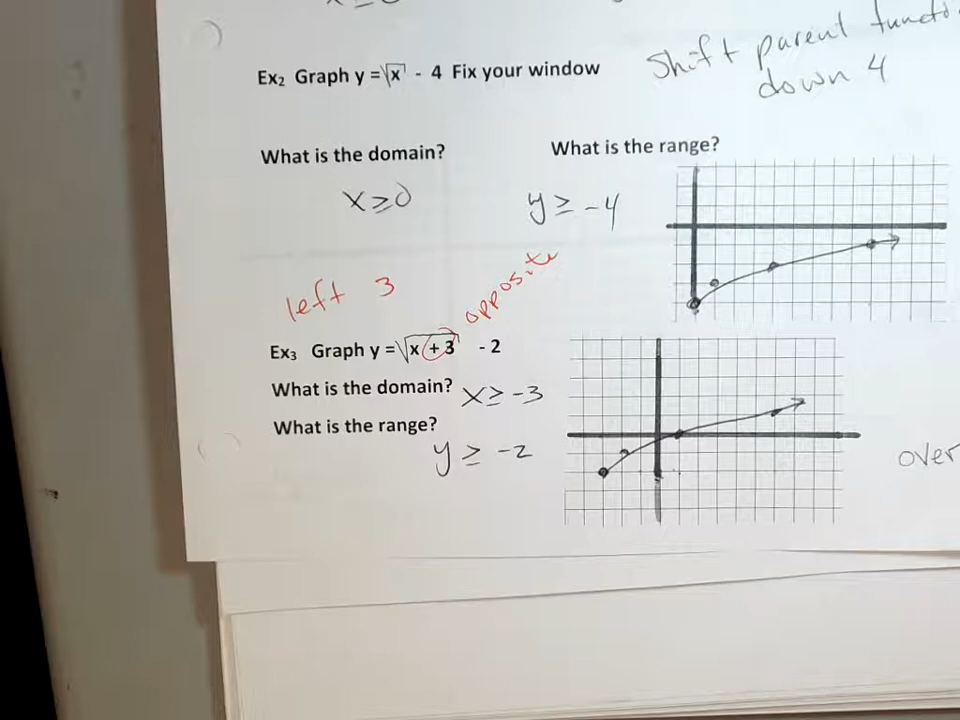 Shift parent
down 4
Ex2 Graph y = √x - 4 Fix your window
What is the domain?
What is the range?
x ≥ 0
y ≥ -4
left 3
opposite
Ex3 Graph y = √x + 3 - 2
What is the domain? x ≥ -3
What is the range?
y ≥ -2
over